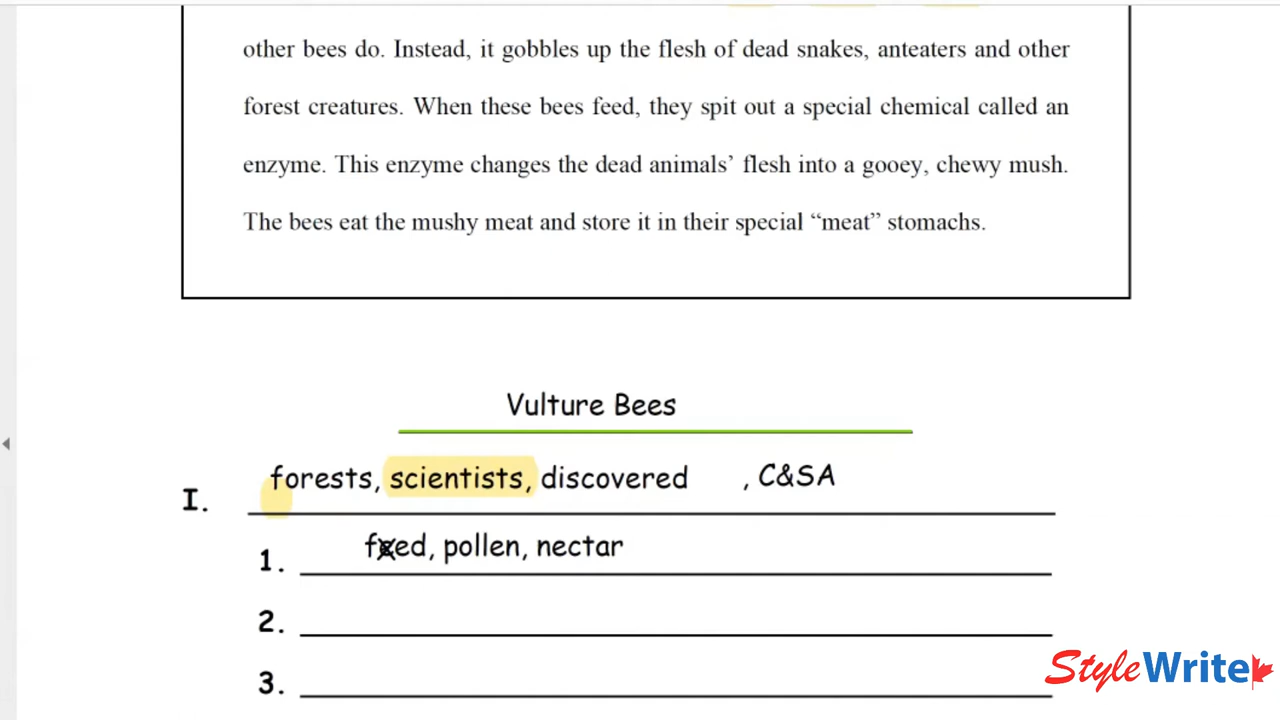 other bees do. Instead, it gobbles up the flesh of dead snakes, anteaters and other
forest creatures. When these bees feed, they spit out a special chemical called an
enzyme. This enzyme changes the dead animals’ flesh into a gooey, chewy mush.
The bees eat the mushy meat and store it in their special “meat” stomachs.
Vulture Bees
I. forests, scientists, discovered , C&SA
1. feed, pollen, nectar
2.
3.
StyleWrite